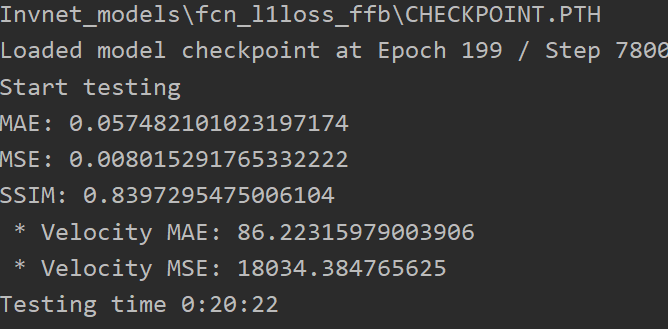 Invnet_models\fcn_l1loss_ffb\CHECKPOINT.PTH
Loaded model checkpoint at Epoch 199 / Step 7800
Start testing
MAE: 0.057482101023197174
MSE: 0.008015291765332222
SSIM: 0.8397295475006104
* Velocity MAE: 86.22315979003906
* Velocity MSE: 18034.384765625
Testing time 0:20:22